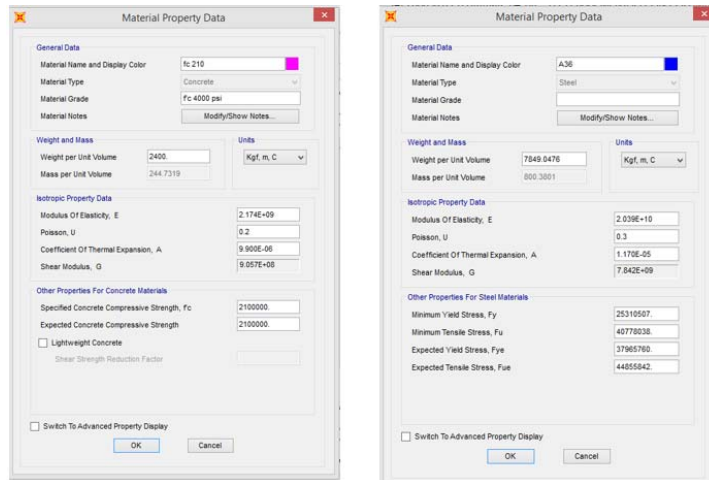 Material Property Data
General Data
Material Name and Display Color fc 210
Material Type Concrete
Material Grade f'c 4000 psi
Material Notes Modify/Show Notes...
Weight and Mass Units
Weight per Unit Volume 2400. Kgf, m, C
Mass per Unit Volume 244.7319
Isotropic Property Data
Modulus Of Elasticity, E 2.174E+09
Poisson, U 0.2
Coefficient Of Thermal Expansion, A 9.900E-06
Shear Modulus, G 9.057E+08
Other Properties For Concrete Materials
Specified Concrete Compressive Strength, f'c 2100000.
Expected Concrete Compressive Strength 2100000.
Lightweight Concrete
Shear Strength Reduction Factor
Switch To Advanced Property Display
OK Cancel
Material Property Data
General Data
Material Name and Display Color A36
Material Type Steel
Material Grade
Material Notes Modify/Show Notes...
Weight and Mass Units
Weight per Unit Volume 7849.0476 Kgf, m, C
Mass per Unit Volume 800.3801
Isotropic Property Data
Modulus Of Elasticity, E 2.039E+10
Poisson, U 0.3
Coefficient Of Thermal Expansion, A 1.170E-05
Shear Modulus, G 7.842E+09
Other Properties For Steel Materials
Minimum Yield Stress, Fy 25310507.
Minimum Tensile Stress, Fu 40778038.
Expected Yield Stress, Fye 37965760.
Expected Tensile Stress, Fue 44855842.
Switch To Advanced Property Display
OK Cancel